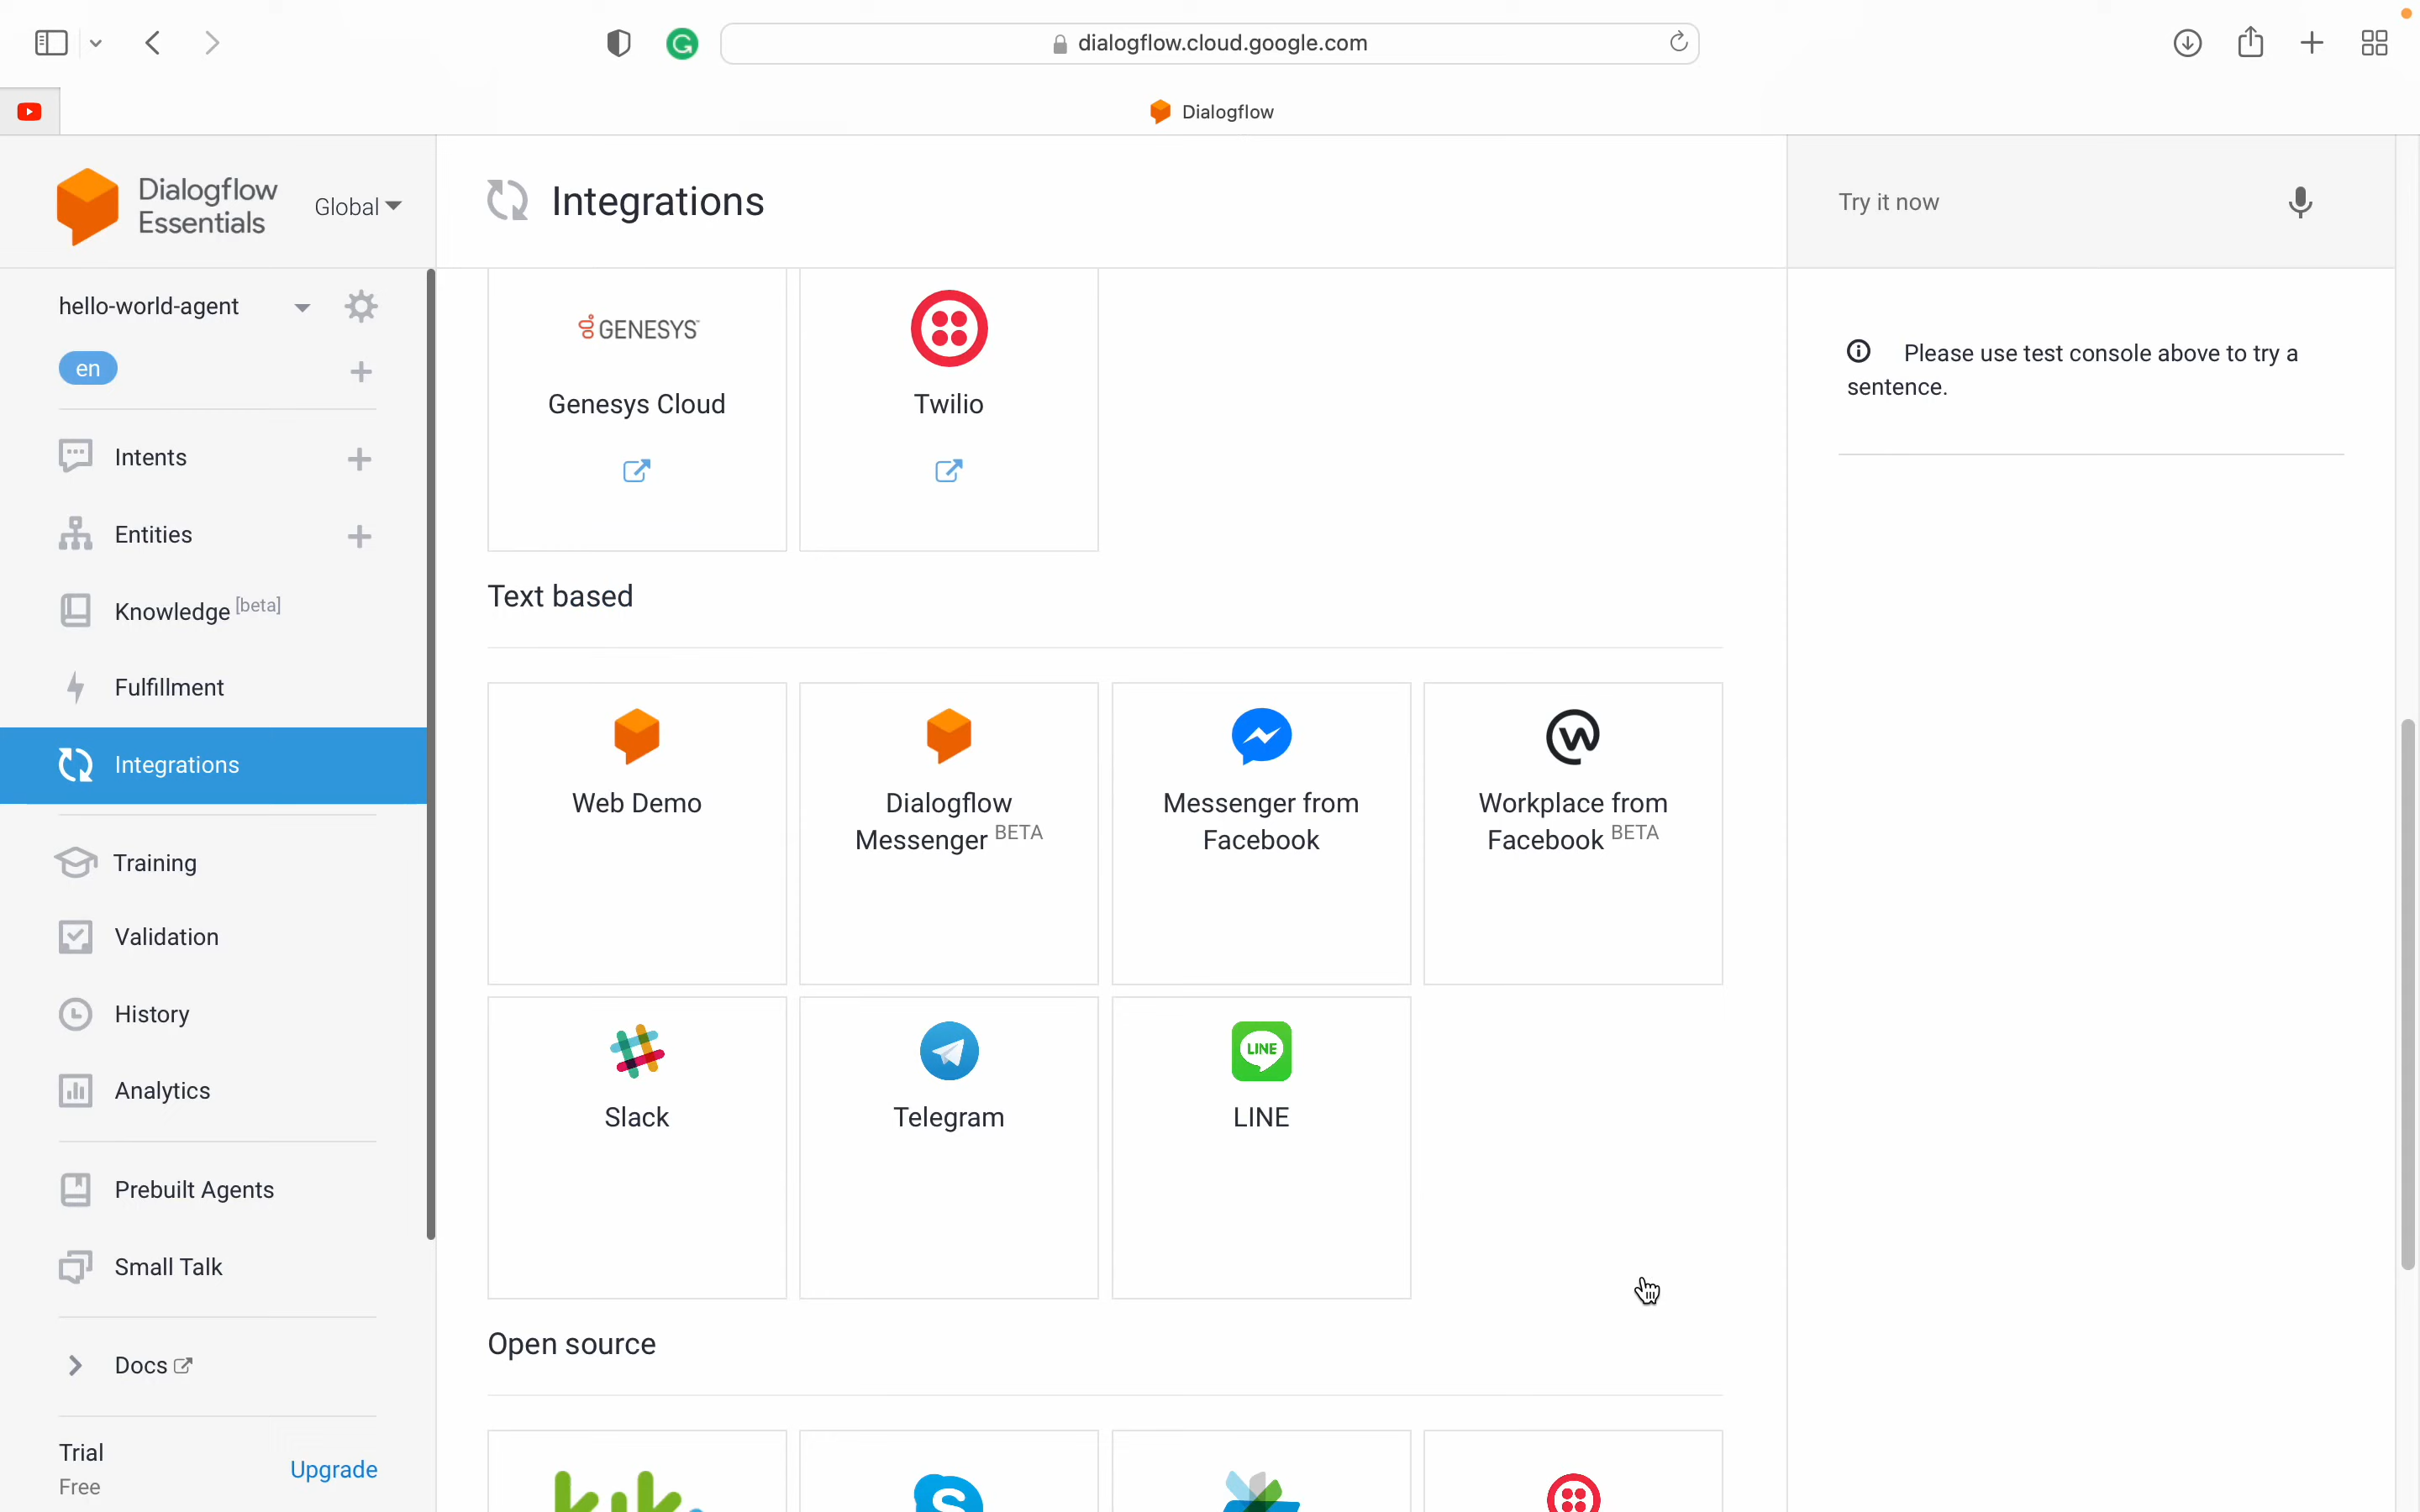 dialogflow.cloud.google.com
Dialogflow
Dialogflow
Essentials
Global
hello-world-agent
en
Intents
Entities
Knowledge [beta]
Fulfillment
Integrations
Training
Validation
History
Analytics
Prebuilt Agents
Small Talk
Docs
Trial
Free
Upgrade
Integrations
GENESYS
Genesys Cloud
Twilio
Text based
Web Demo
Dialogflow
Messenger BETA
Messenger from
Facebook
Workplace from
Facebook BETA
Slack
Telegram
LINE
LINE
Open source
kik
Try it now
Please use test console above to try a
sentence.